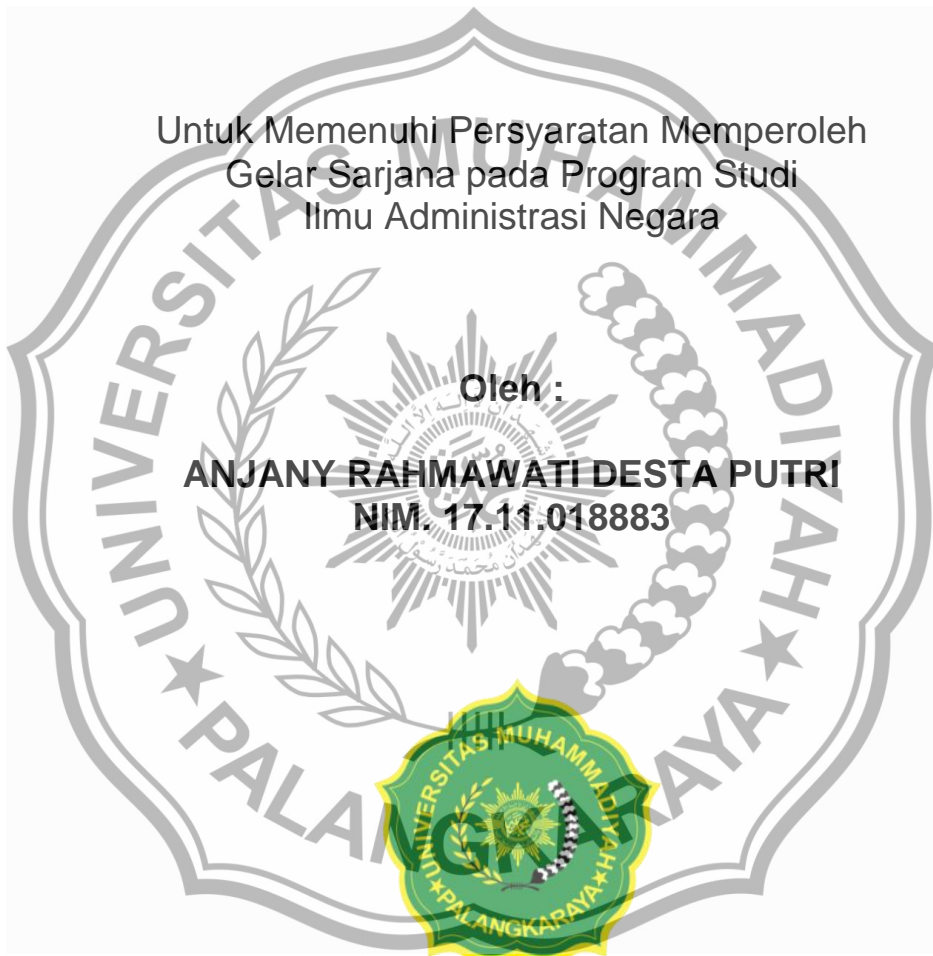 Untuk Memenuhi Persyaratan Memperoleh
Gelar Sarjana pada Program Studi
Ilmu Administrasi Negara
Oleh :
ANJANY RAHMAWATI DESTA PUTRI
NIM. 17.11.018883
UNIVERSITAS MUHAMMADIYAH
★ PALANGKARAYA ★
UNIVERSITAS MUHAMMADIYAH
★PALANGKARAYA★